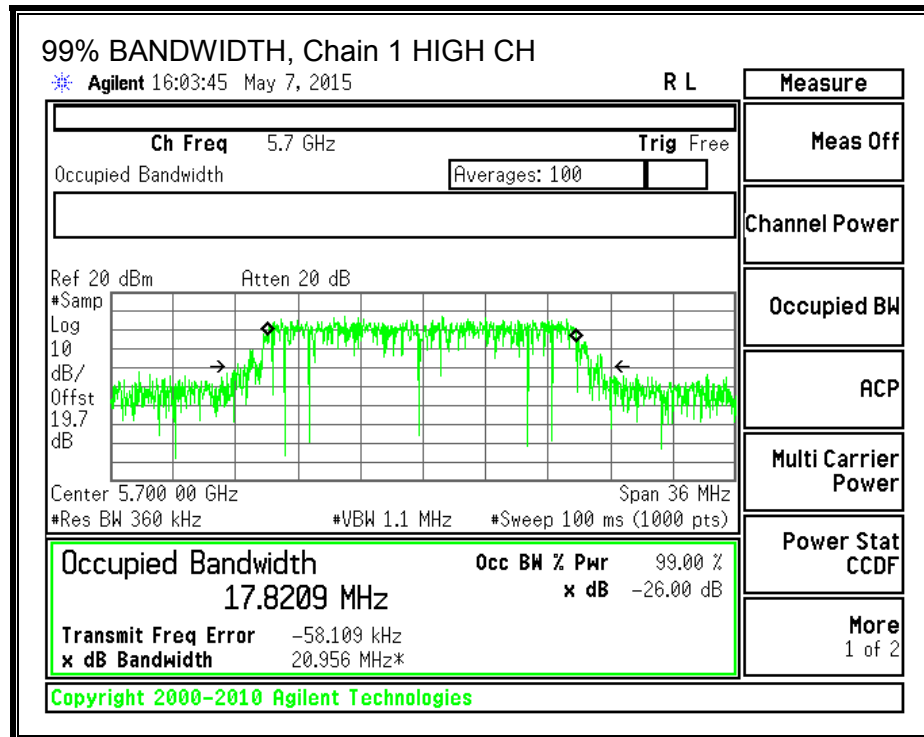 99% BANDWIDTH, Chain 1 HIGH CH
Agilent 16:03:45 May 7, 2015 R L
Measure
Ch Freq 5.7 GHz Trig Free
Occupied Bandwidth Averages: 100
Meas Off
Channel Power
Occupied BW
ACP
Multi Carrier
Power
Power Stat
CCDF
More
1 of 2
Ref 20 dBm Atten 20 dB
#Samp
Log
10
dB/
Offst
19.7
dB
Center 5.700 00 GHz Span 36 MHz
#Res BW 360 kHz #VBW 1.1 MHz #Sweep 100 ms (1000 pts)
Occupied Bandwidth Occ BW % Pwr 99.00 %
17.8209 MHz x dB -26.00 dB
Transmit Freq Error -58.109 kHz
x dB Bandwidth 20.956 MHz*
Copyright 2000-2010 Agilent Technologies